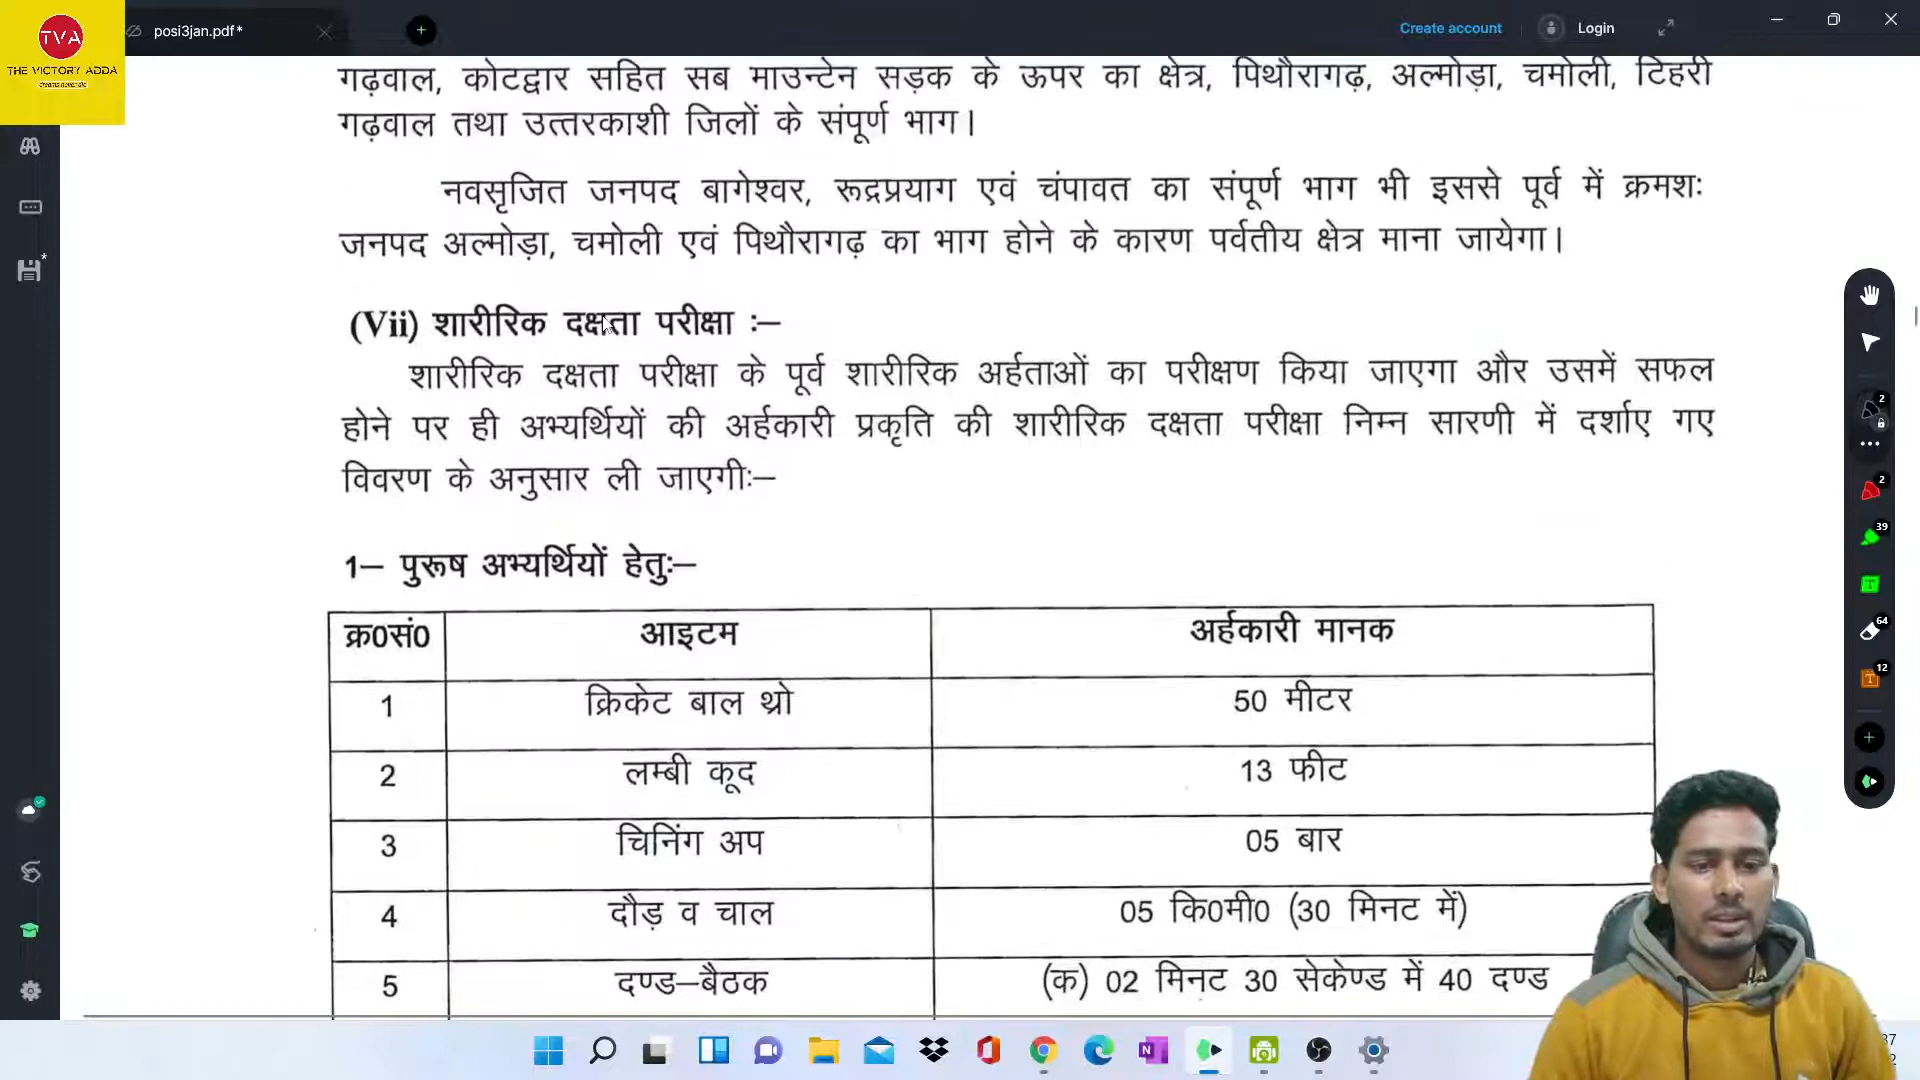 TVA
THE VICTORY ADDA
posi3jan.pdf*
Create account
Login
गढ़वाल, कोटद्वार सहित सब माउन्टेन सड़क के ऊपर का क्षेत्र, पिथौरागढ़, अल्मोड़ा, चमोली, टिहरी
गढ़वाल तथा उत्तरकाशी जिलों के संपूर्ण भाग।
नवसृजित जनपद बागेश्वर, रूद्रप्रयाग एवं चंपावत का संपूर्ण भाग भी इससे पूर्व में क्रमशः
जनपद अल्मोड़ा, चमोली एवं पिथौरागढ़ का भाग होने के कारण पर्वतीय क्षेत्र माना जायेगा।
(Vii) शारीरिक दक्षता परीक्षा :–
शारीरिक दक्षता परीक्षा के पूर्व शारीरिक अर्हताओं का परीक्षण किया जाएगा और उसमें सफल
होने पर ही अभ्यर्थियों की अर्हकारी प्रकृति की शारीरिक दक्षता परीक्षा निम्न सारणी में दर्शाए गए
विवरण के अनुसार ली जाएगीः–
1– पुरूष अभ्यर्थियों हेतुः–
क्र0सं0 आइटम अर्हकारी मानक
1 क्रिकेट बाल थ्रो 50 मीटर
2 लम्बी कूद 13 फीट
3 चिनिंग अप 05 बार
4 दौड़ व चाल 05 कि0मी0 (30 मिनट में)
5 दण्ड–बैठक (क) 02 मिनट 30 सेकेण्ड में 40 दण्ड
2
2
39
64
12